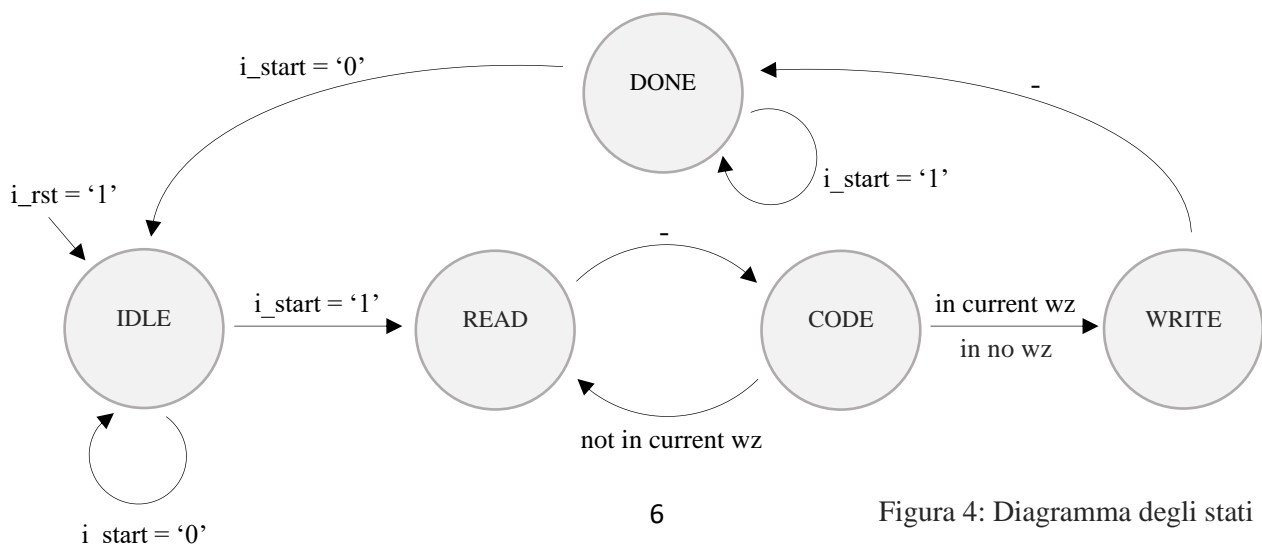 i_start = ‘0’
DONE
-
i_start = ‘1’
i_rst = ‘1’
-
IDLE
i_start = ‘1’
READ
CODE
in current wz
in no wz
WRITE
not in current wz
i_start = ‘0’
6
Figura 4: Diagramma degli stati